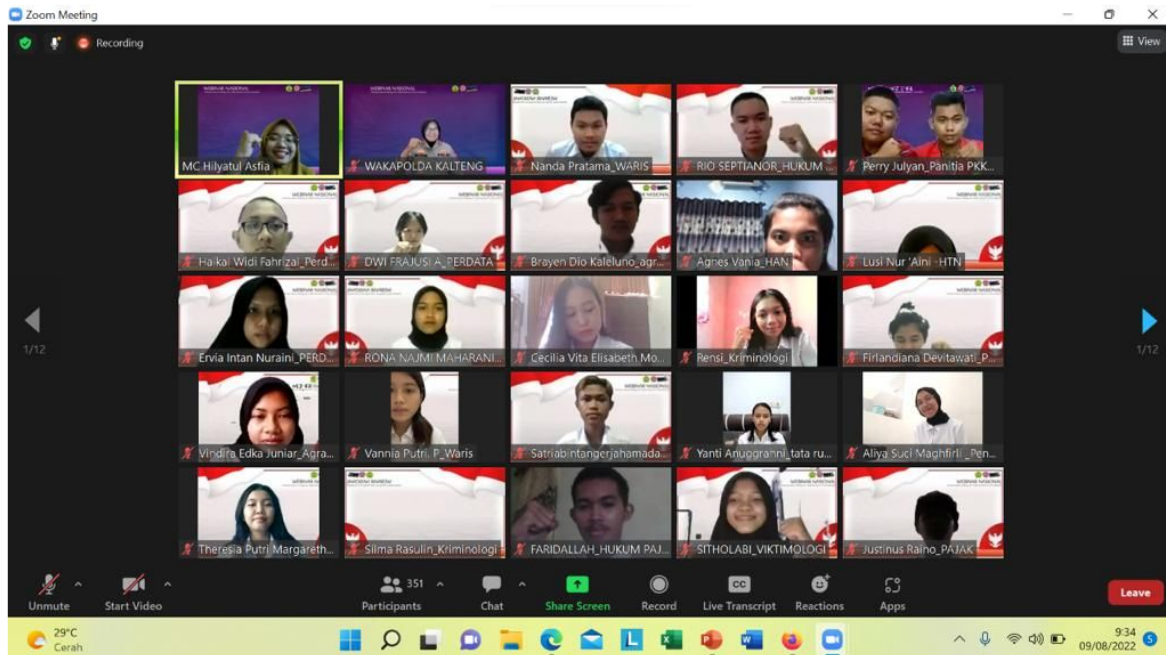 Zoom Meeting
Recording
View
MC Hilyatul Asfia
WAKAPOLDA KALTENG
Nanda Pratama_WARIS
RIO SEPTIANOR_HUKUM ...
Perry Julyan_Panitia PKK...
Haikal Widi Fahrizal_Perd...
DWI FRAJUSI A_PERDATA
Brayen Dio Kaleluno_agr...
Agnes Vania_HAN
Lusi Nur 'Aini -HTN
1/12
1/12
Ervia Intan Nuraini_PERD...
RONA NAJMI MAHARANI...
Cecilia Vita Elisabeth Mo...
Rensi_Kriminologi
Firlandiana Devitawati_P...
Vindira Edka Juniar_Agra...
Vannia Putri. P_Waris
Satriabintangerjahamada...
Yanti Anuggrahni_tata ru...
Aliya Suci Maghfirli _Pen...
Theresia Putri Margareth...
Silma Rasulin_Kriminologi
FARIDALLAH_HUKUM PAJ...
SITHOLABI_VIKTIMOLOGI
Justinus Raino_PAJAK
Unmute
Start Video
351
Participants
Chat
Share Screen
Record
CC
Live Transcript
Reactions
Apps
Leave
29°C
Cerah
9:34
09/08/2022
5